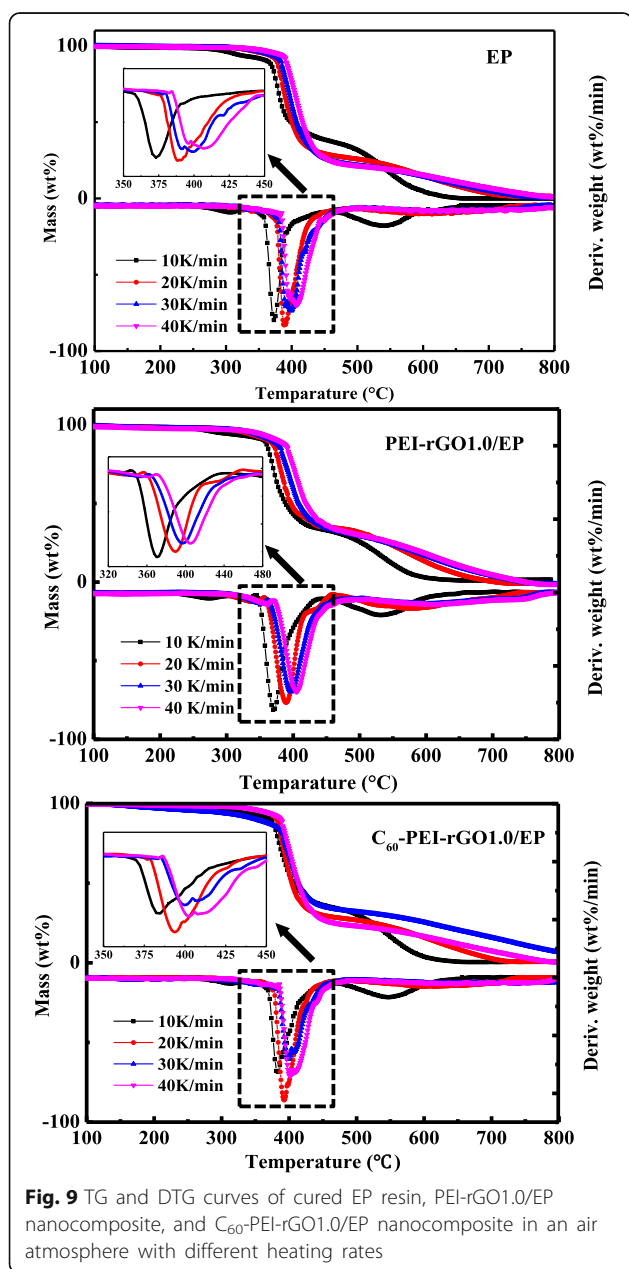 EP
100
0
-100
Mass (wt%)
Deriv. weight (wt%/min)
350 375 400 425 450
10K/min
20K/min
30K/min
40K/min
100 200 300 400 500 600 700 800
Temparature (°C)
PEI-rGO1.0/EP
100
0
-100
Mass (wt%)
Deriv. weight (wt%/min)
320 360 400 440 480
10 K/min
20 K/min
30 K/min
40 K/min
100 200 300 400 500 600 700 800
Temparature (°C)
C60-PEI-rGO1.0/EP
100
0
-100
Mass (wt%)
Deriv. weight (wt%/min)
350 375 400 425 450
10K/min
20K/min
30K/min
40K/min
100 200 300 400 500 600 700 800
Temperature (℃)
Fig. 9 TG and DTG curves of cured EP resin, PEI-rGO1.0/EP
nanocomposite, and C60-PEI-rGO1.0/EP nanocomposite in an air
atmosphere with different heating rates